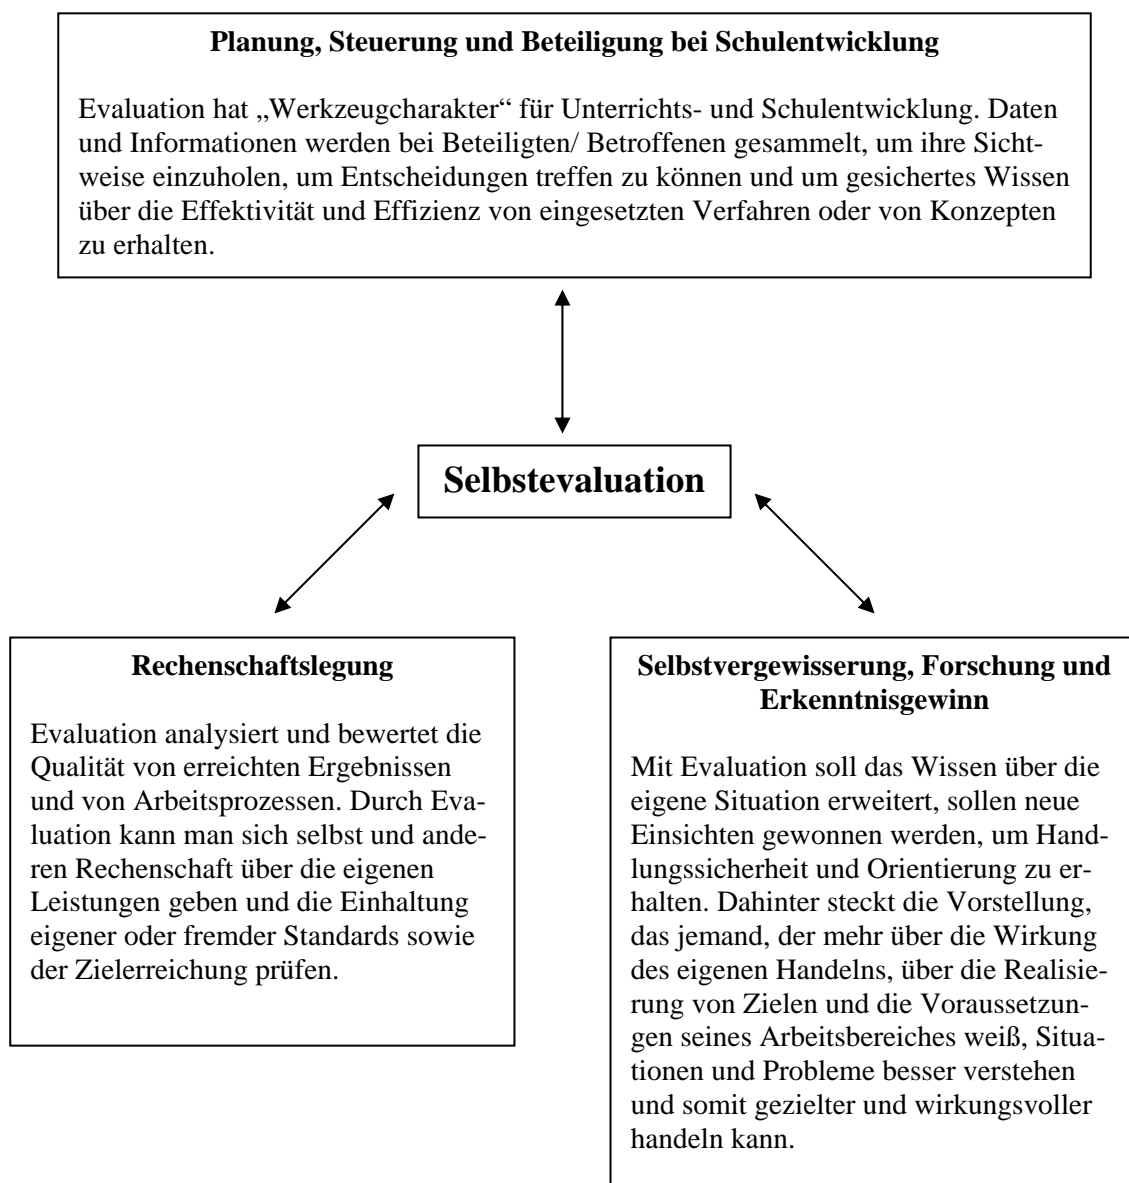 Planung, Steuerung und Beteiligung bei Schulentwicklung
Evaluation hat „Werkzeugcharakter“ für Unterrichts- und Schulentwicklung. Daten
und Informationen werden bei Beteiligten/ Betroffenen gesammelt, um ihre Sicht-
weise einzuholen, um Entscheidungen treffen zu können und um gesichertes Wissen
über die Effektivität und Effizienz von eingesetzten Verfahren oder von Konzepten
zu erhalten.
Selbstevaluation
Rechenschaftslegung
Evaluation analysiert und bewertet die
Qualität von erreichten Ergebnissen
und von Arbeitsprozessen. Durch Eva-
luation kann man sich selbst und ande-
ren Rechenschaft über die eigenen
Leistungen geben und die Einhaltung
eigener oder fremder Standards sowie
der Zielerreichung prüfen.
Selbstvergewisserung, Forschung und
Erkenntnisgewinn
Mit Evaluation soll das Wissen über die
eigene Situation erweitert, sollen neue
Einsichten gewonnen werden, um Hand-
lungssicherheit und Orientierung zu er-
halten. Dahinter steckt die Vorstellung,
das jemand, der mehr über die Wirkung
des eigenen Handelns, über die Realisie-
rung von Zielen und die Voraussetzun-
gen seines Arbeitsbereiches weiß, Situa-
tionen und Probleme besser verstehen
und somit gezielter und wirkungsvoller
handeln kann.